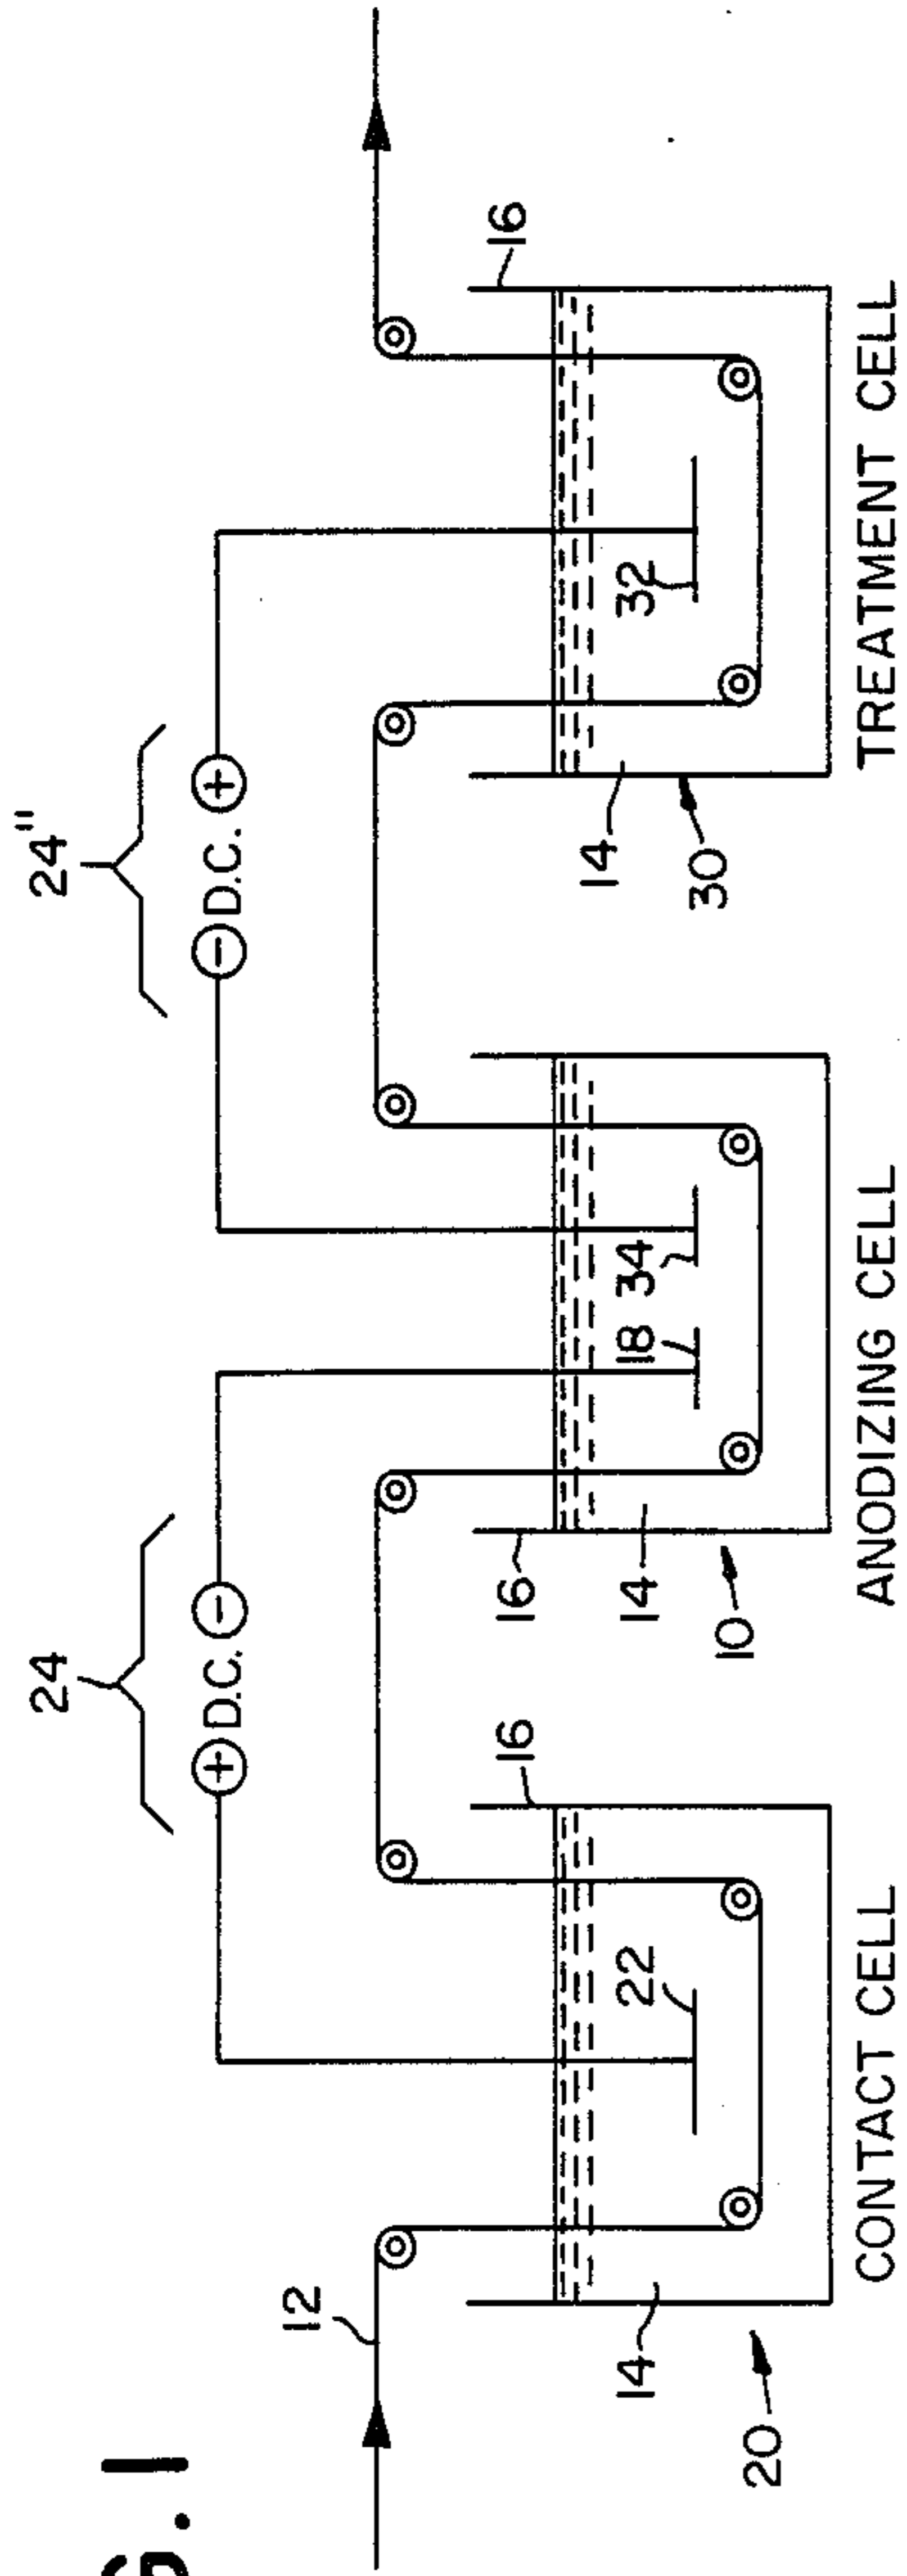 G. 1
24
24"
+ D.C. −
− D.C. +
12
22
16
18
34
16
32
16
14
14
14
20
10
30
CONTACT CELL
ANODIZING CELL
TREATMENT CELL